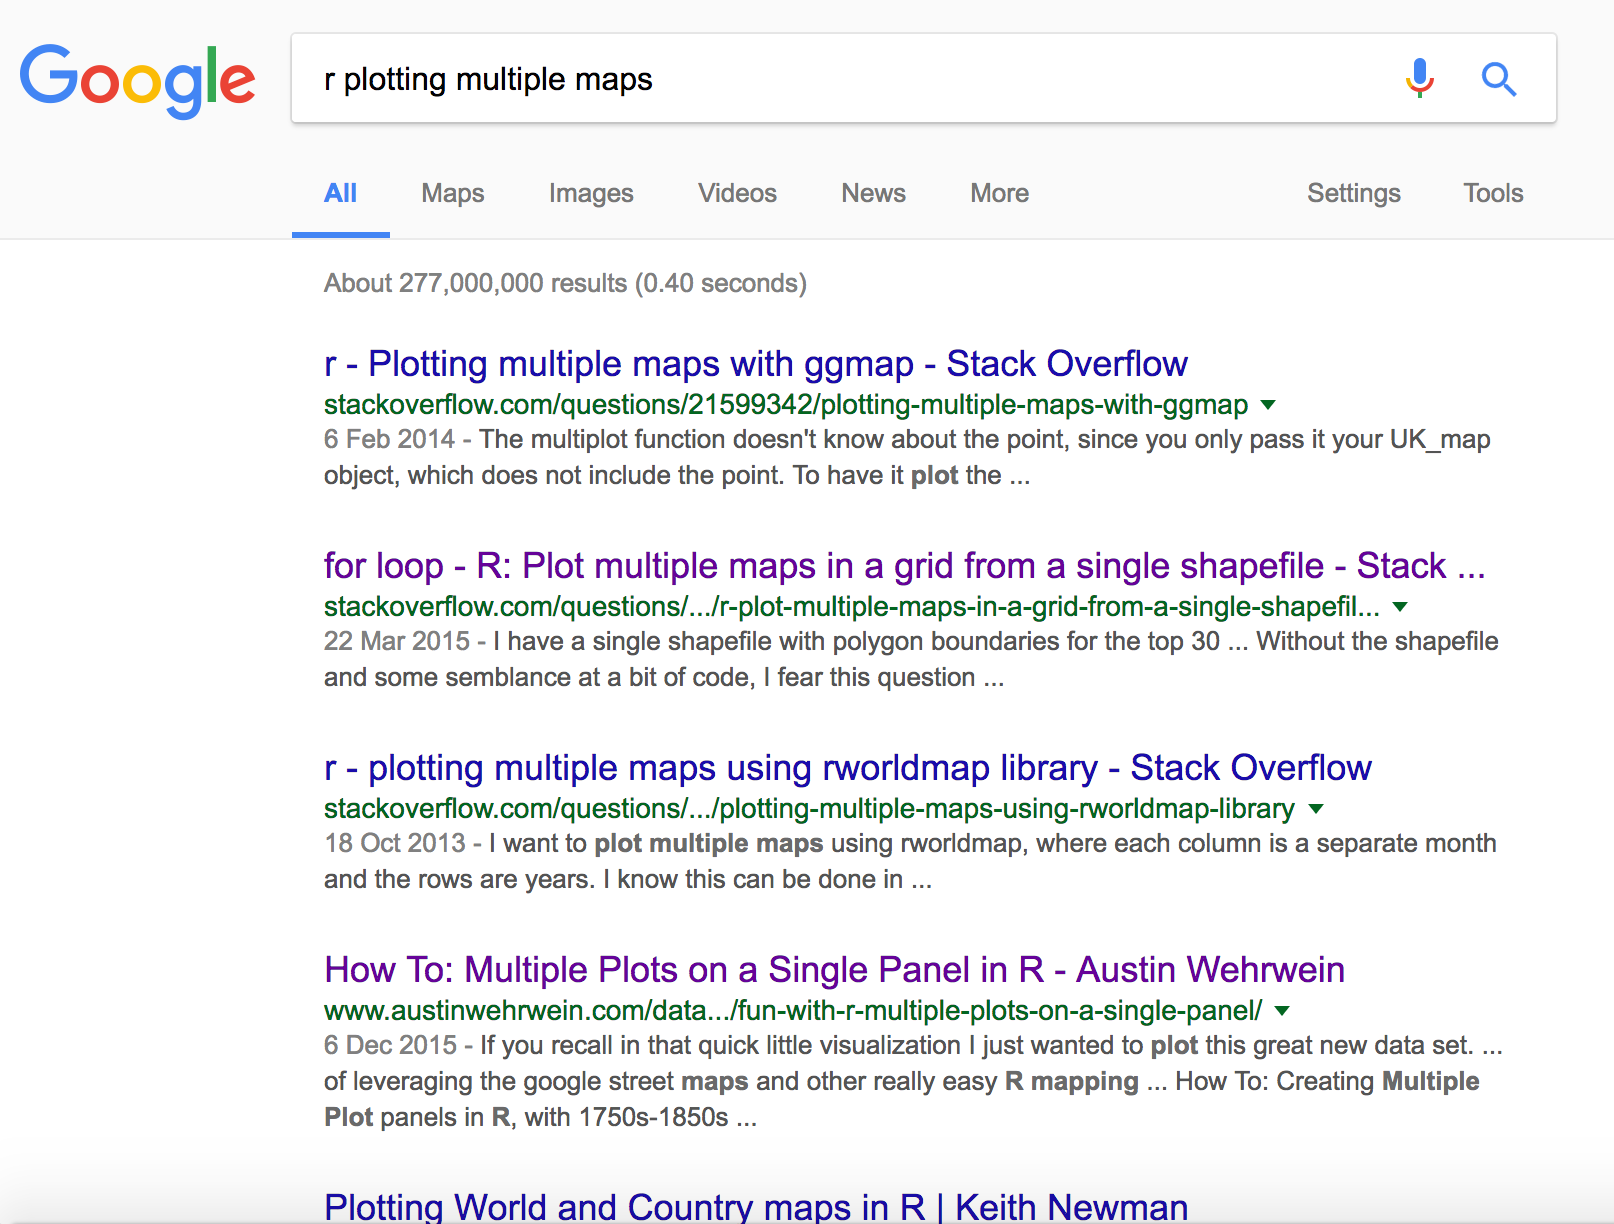 Google
r plotting multiple maps
All Maps Images Videos News More Settings Tools
About 277,000,000 results (0.40 seconds)
r - Plotting multiple maps with ggmap - Stack Overflow
stackoverflow.com/questions/21599342/plotting-multiple-maps-with-ggmap
6 Feb 2014 - The multiplot function doesn't know about the point, since you only pass it your UK_map
object, which does not include the point. To have it plot the ...
for loop - R: Plot multiple maps in a grid from a single shapefile - Stack ...
stackoverflow.com/questions/.../r-plot-multiple-maps-in-a-grid-from-a-single-shapefil...
22 Mar 2015 - I have a single shapefile with polygon boundaries for the top 30 ... Without the shapefile
and some semblance at a bit of code, I fear this question ...
r - plotting multiple maps using rworldmap library - Stack Overflow
stackoverflow.com/questions/.../plotting-multiple-maps-using-rworldmap-library
18 Oct 2013 - I want to plot multiple maps using rworldmap, where each column is a separate month
and the rows are years. I know this can be done in ...
How To: Multiple Plots on a Single Panel in R - Austin Wehrwein
www.austinwehrwein.com/data.../fun-with-r-multiple-plots-on-a-single-panel/
6 Dec 2015 - If you recall in that quick little visualization I just wanted to plot this great new data set. ...
of leveraging the google street maps and other really easy R mapping ... How To: Creating Multiple
Plot panels in R, with 1750s-1850s ...
Plotting World and Country maps in R | Keith Newman